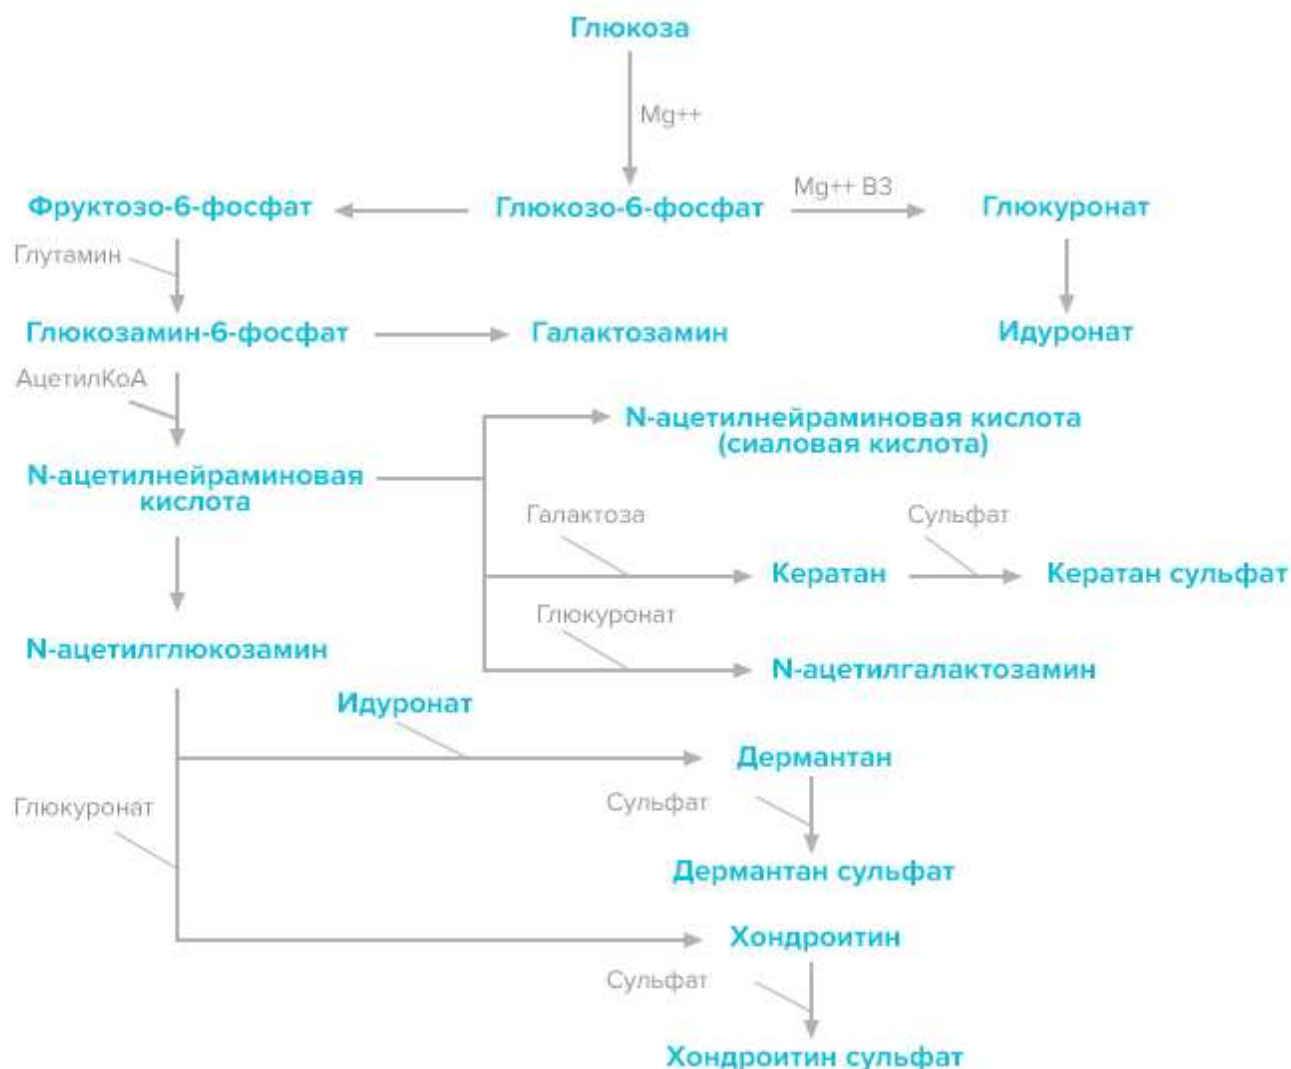 Глюкоза
Mg++
Фруктозо-6-фосфат
Глюкозо-6-фосфат
Mg++ B3
Глюкуронат
Глутамин
Глюкозамин-6-фосфат
Галактозамин
Идуронат
АцетилКоА
N-ацетилнейраминовая кислота
(сиаловая кислота)
N-ацетилнейраминовая
кислота
Галактоза
Сульфат
Кератан
Кератан сульфат
Глюкуронат
N-ацетилглюкозамин
N-ацетилгалактозамин
Идуронат
Дермантан
Глюкуронат
Сульфат
Дермантан сульфат
Хондроитин
Сульфат
Хондроитин сульфат